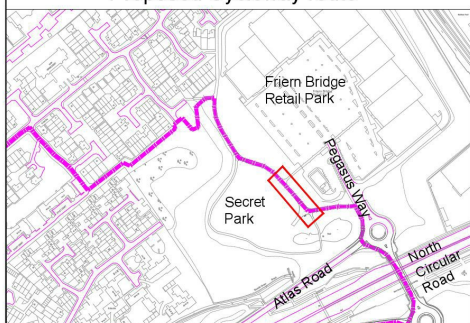 Friern Bridge
Retail Park
Pegasus Way
Secret
Park
North
Circular
Road
Atlas Road